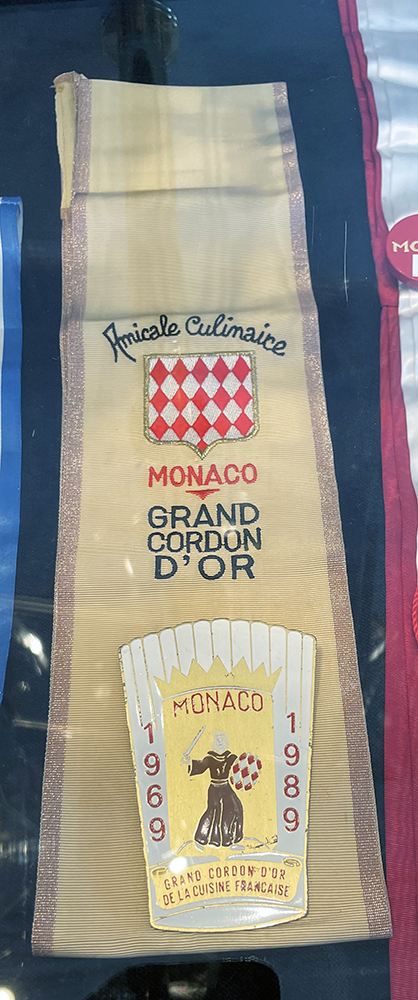 Amicale Culinaire
MONACO
GRAND
CORDON
D'OR
MONACO
1969
1989
GRAND CORDON D'OR
DE LA CUISINE FRANÇAISE